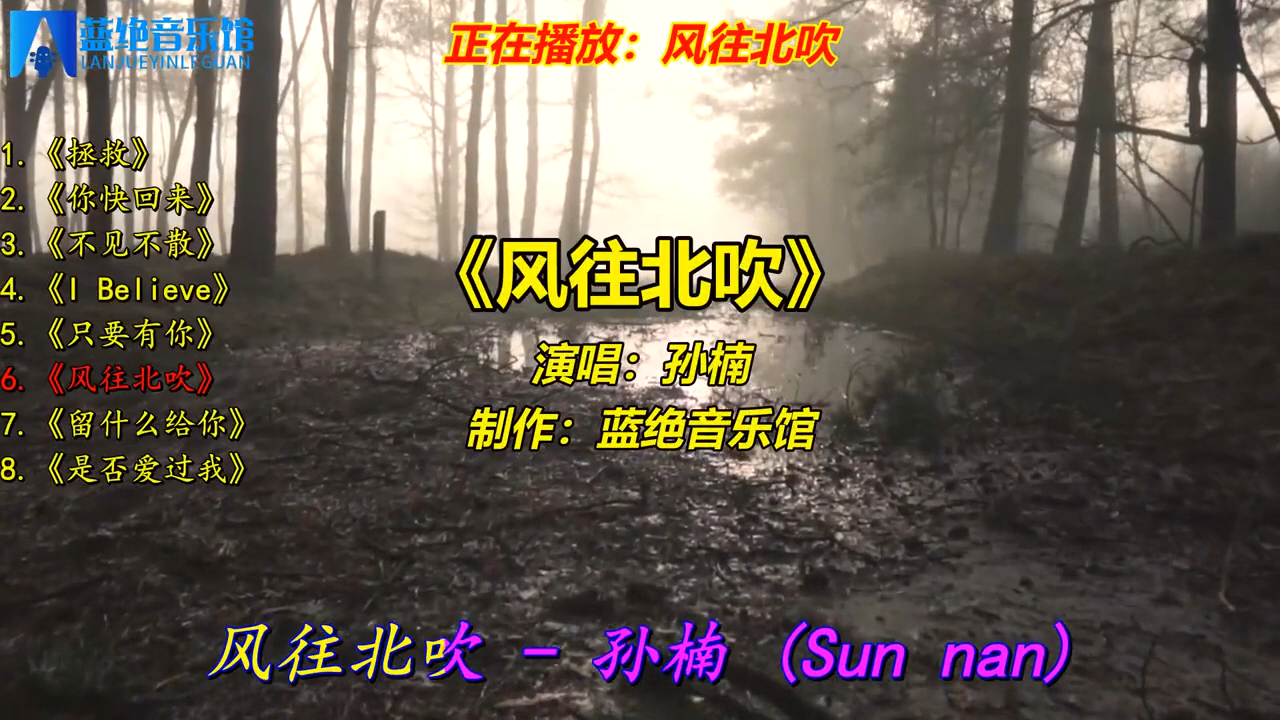 蓝绝音乐馆
LANJUEYINLEGUAN
正在播放：风往北吹
1.《拯救》
2.《你快回来》
3.《不见不散》
4.《I Believe》
5.《只要有你》
6.《风往北吹》
7.《留什么给你》
8.《是否爱过我》
《风往北吹》
演唱：孙楠
制作：蓝绝音乐馆
风往北吹 - 孙楠 (Sun nan)